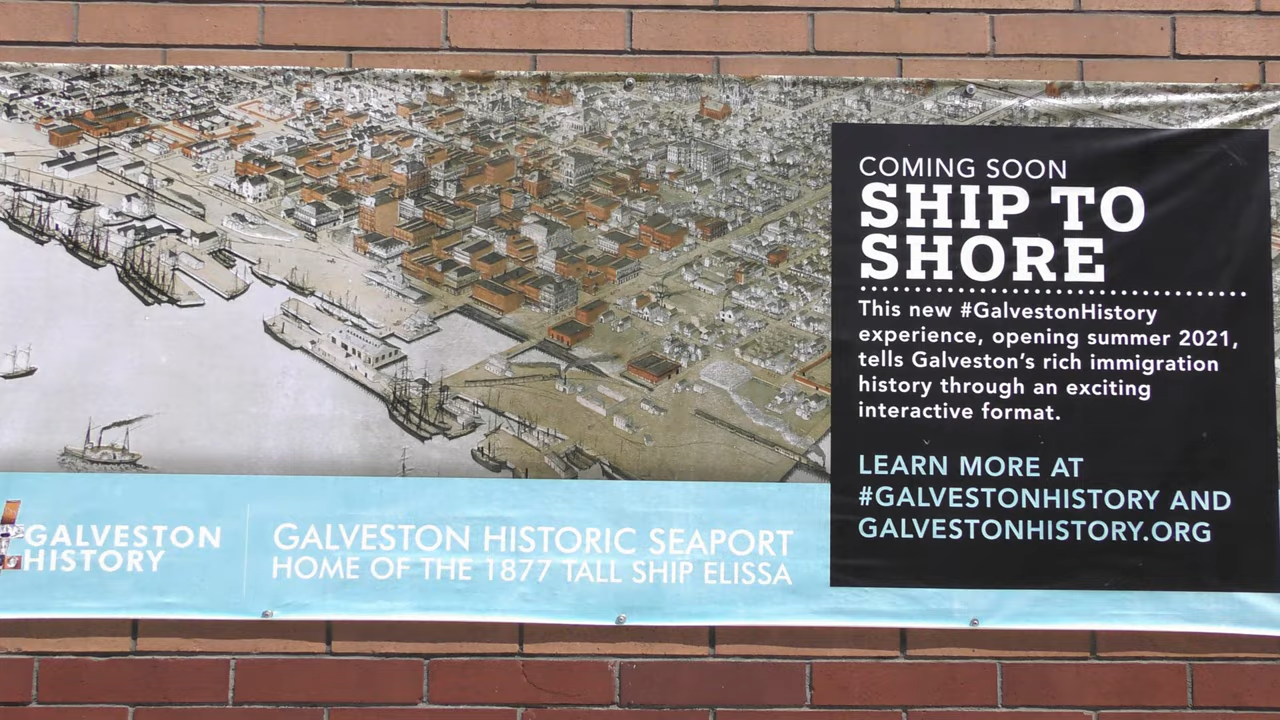 COMING SOON
SHIP TO
SHORE
This new #GalvestonHistory
experience, opening summer 2021,
tells Galveston's rich immigration
history through an exciting
interactive format.
LEARN MORE AT
#GALVESTONHISTORY AND
GALVESTONHISTORY.ORG
GALVESTON
HISTORY
GALVESTON HISTORIC SEAPORT
HOME OF THE 1877 TALL SHIP ELISSA